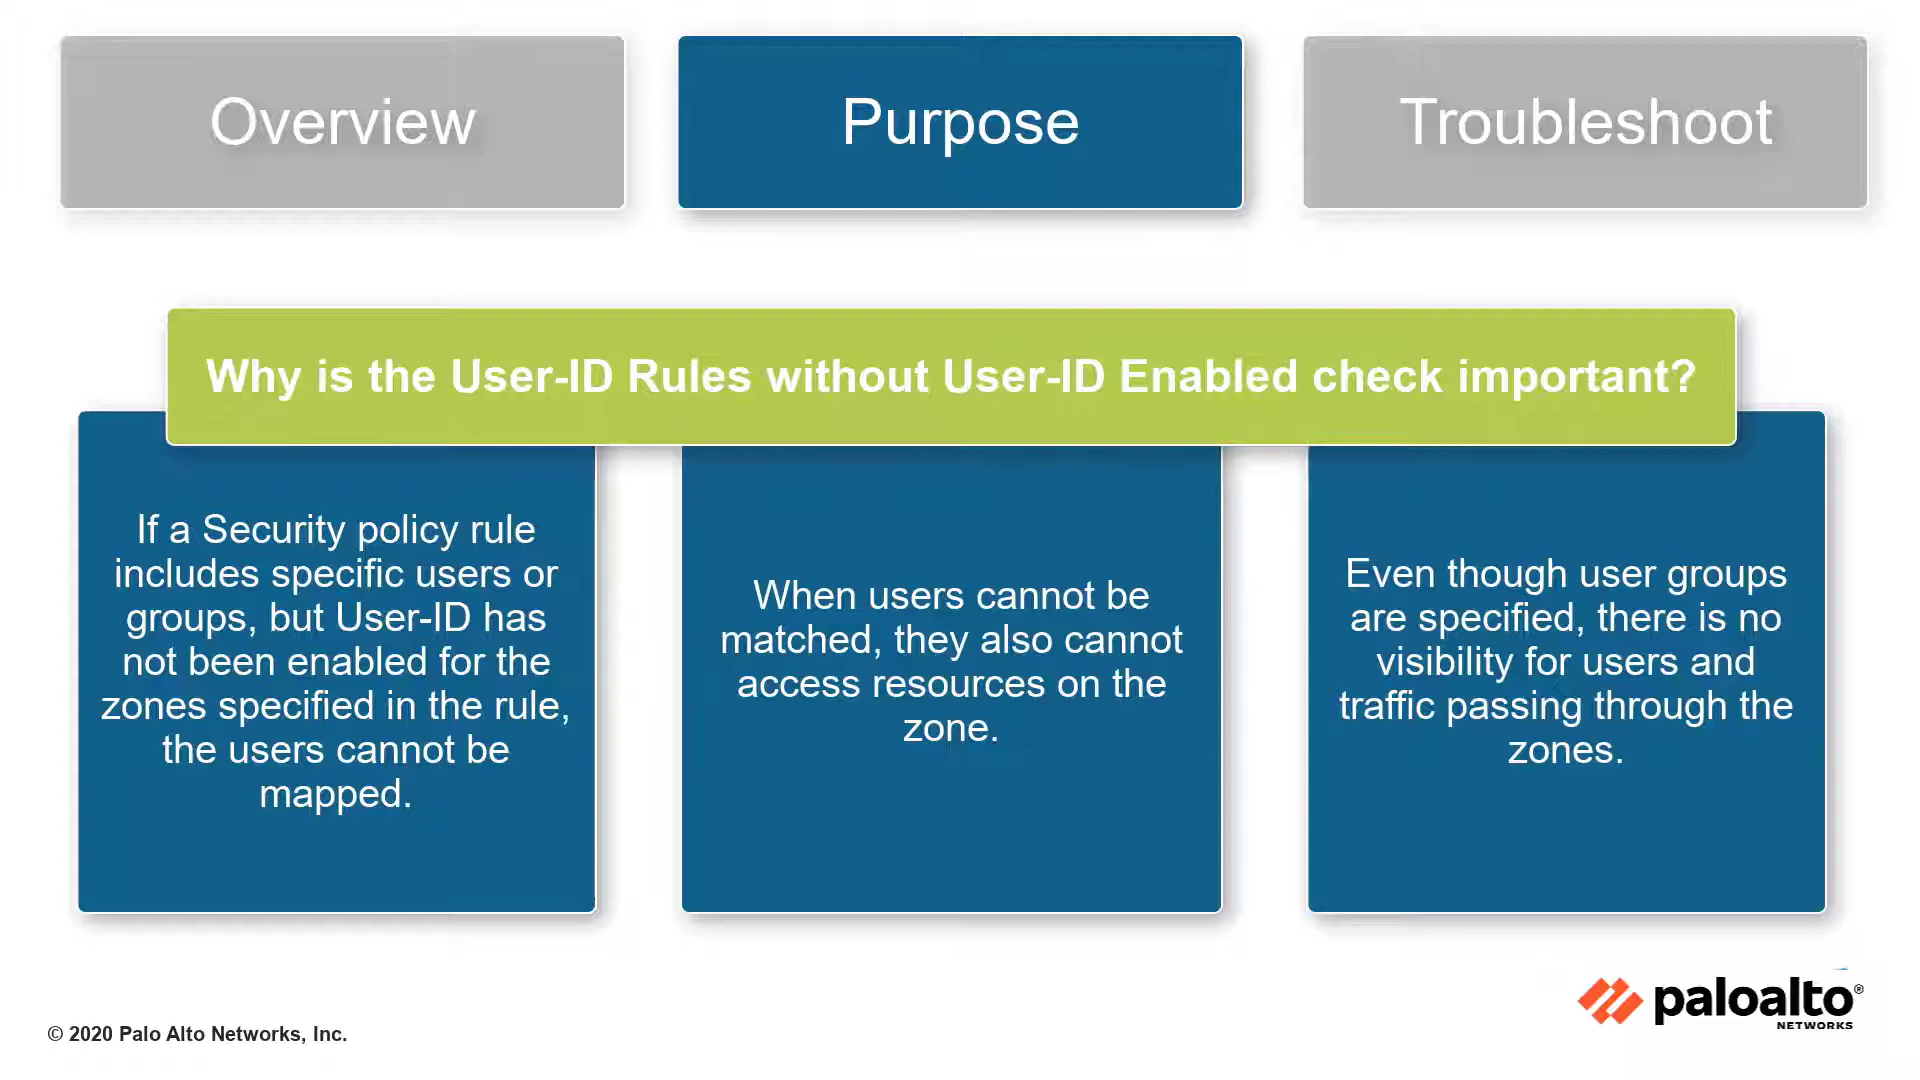 Overview
Purpose
Troubleshoot
Why is the User-ID Rules without User-ID Enabled check important?
If a Security policy rule
includes specific users or
groups, but User-ID has
not been enabled for the
zones specified in the rule,
the users cannot be
mapped.
When users cannot be
matched, they also cannot
access resources on the
zone.
Even though user groups
are specified, there is no
visibility for users and
traffic passing through the
zones.
© 2020 Palo Alto Networks, Inc.
paloalto®
NETWORKS